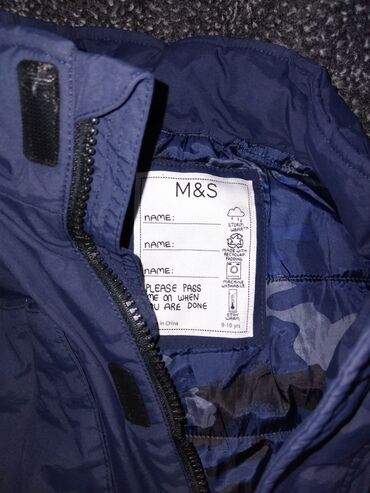 M&S
NAME:
STORM
WEAR™
NAME:
MADE WITH
RECYCLED
PADDING
NAME:
MACHINE
WASHABLE
PLEASE PASS
ME ON WHEN
YOU ARE DONE
STAY
WARM
in China
9-10 yrs